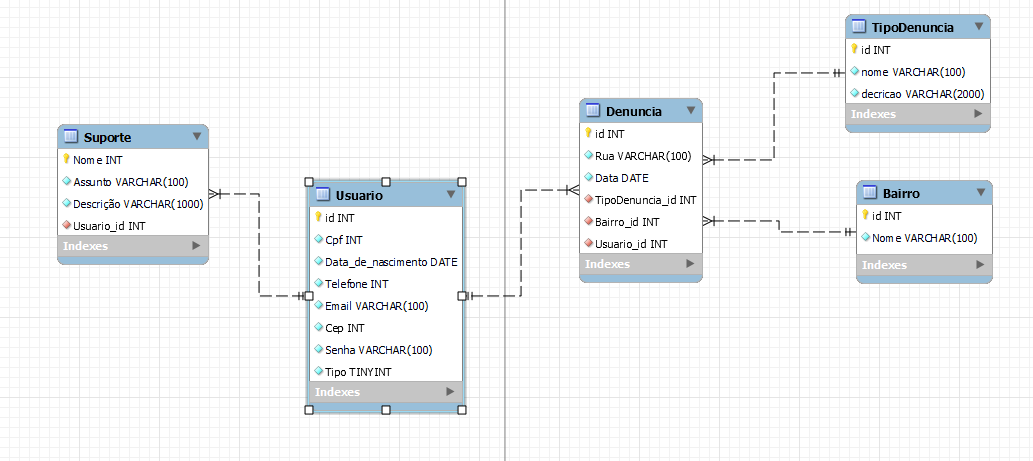 Suporte
Nome INT
Assunto VARCHAR(100)
Descrição VARCHAR(1000)
Usuario_id INT
Indexes
Usuario
id INT
Cpf INT
Data_de_nascimento DATE
Telefone INT
Email VARCHAR(100)
Cep INT
Senha VARCHAR(100)
Tipo TINYINT
Indexes
Denuncia
id INT
Rua VARCHAR(100)
Data DATE
TipoDenuncia_id INT
Bairro_id INT
Usuario_id INT
Indexes
TipoDenuncia
id INT
nome VARCHAR(100)
decricao VARCHAR(2000)
Indexes
Bairro
id INT
Nome VARCHAR(100)
Indexes